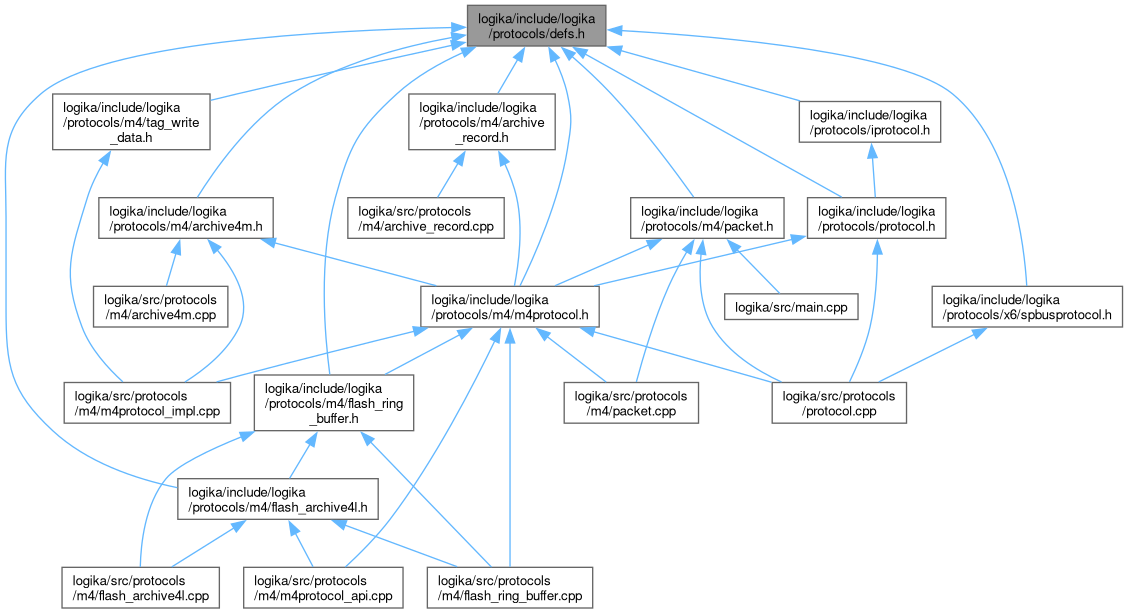 logika/include/logika
/protocols/defs.h
logika/include/logika
/protocols/m4/tag_write
_data.h
logika/include/logika
/protocols/m4/archive
_record.h
logika/include/logika
/protocols/iprotocol.h
logika/include/logika
/protocols/m4/archive4m.h
logika/src/protocols
/m4/archive_record.cpp
logika/include/logika
/protocols/m4/packet.h
logika/include/logika
/protocols/protocol.h
logika/src/protocols
/m4/archive4m.cpp
logika/include/logika
/protocols/m4/m4protocol.h
logika/src/main.cpp
logika/include/logika
/protocols/x6/spbusprotocol.h
logika/src/protocols
/m4/m4protocol_impl.cpp
logika/include/logika
/protocols/m4/flash_ring
_buffer.h
logika/src/protocols
/m4/packet.cpp
logika/src/protocols
/protocol.cpp
logika/include/logika
/protocols/m4/flash_archive4l.h
logika/src/protocols
/m4/flash_archive4l.cpp
logika/src/protocols
/m4/m4protocol_api.cpp
logika/src/protocols
/m4/flash_ring_buffer.cpp